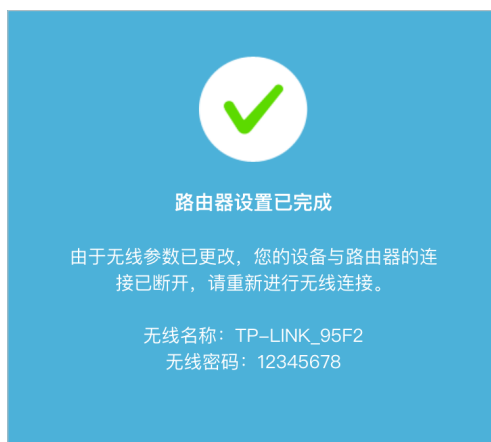 路由器设置已完成
由于无线参数已更改，您的设备与路由器的连
接已断开，请重新进行无线连接。
无线名称：TP-LINK_95F2
无线密码：12345678